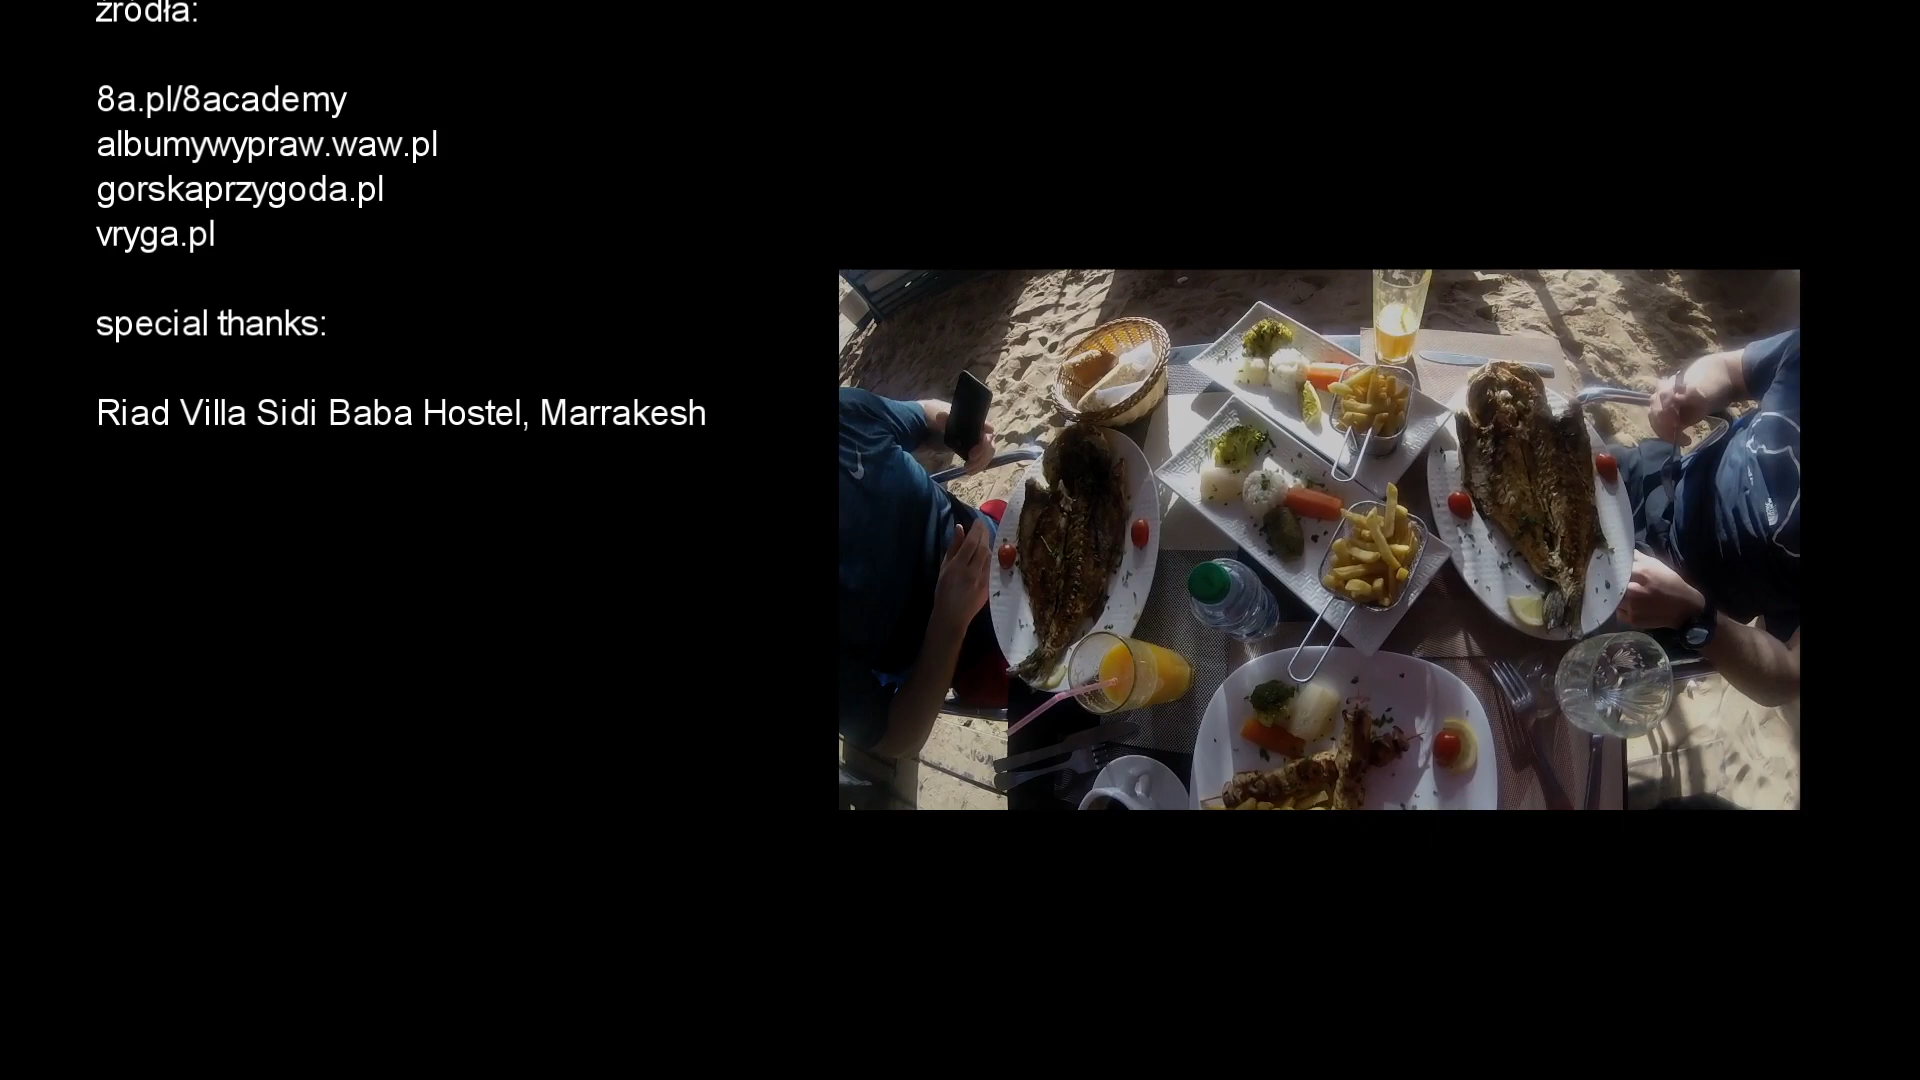 źródła:
8a.pl/8academy
albumywypraw.waw.pl
gorskaprzygoda.pl
vryga.pl
special thanks:
Riad Villa Sidi Baba Hostel, Marrakesh